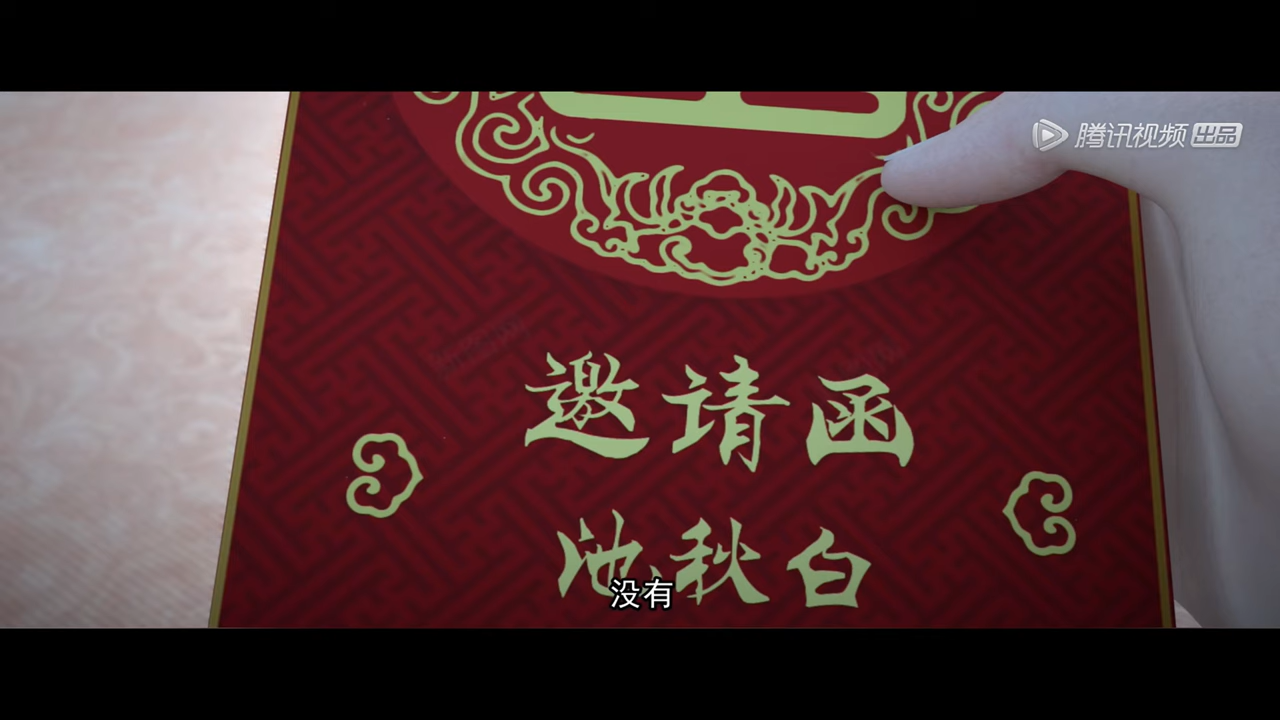 腾讯视频 出品
邀请函
池秋白
没有